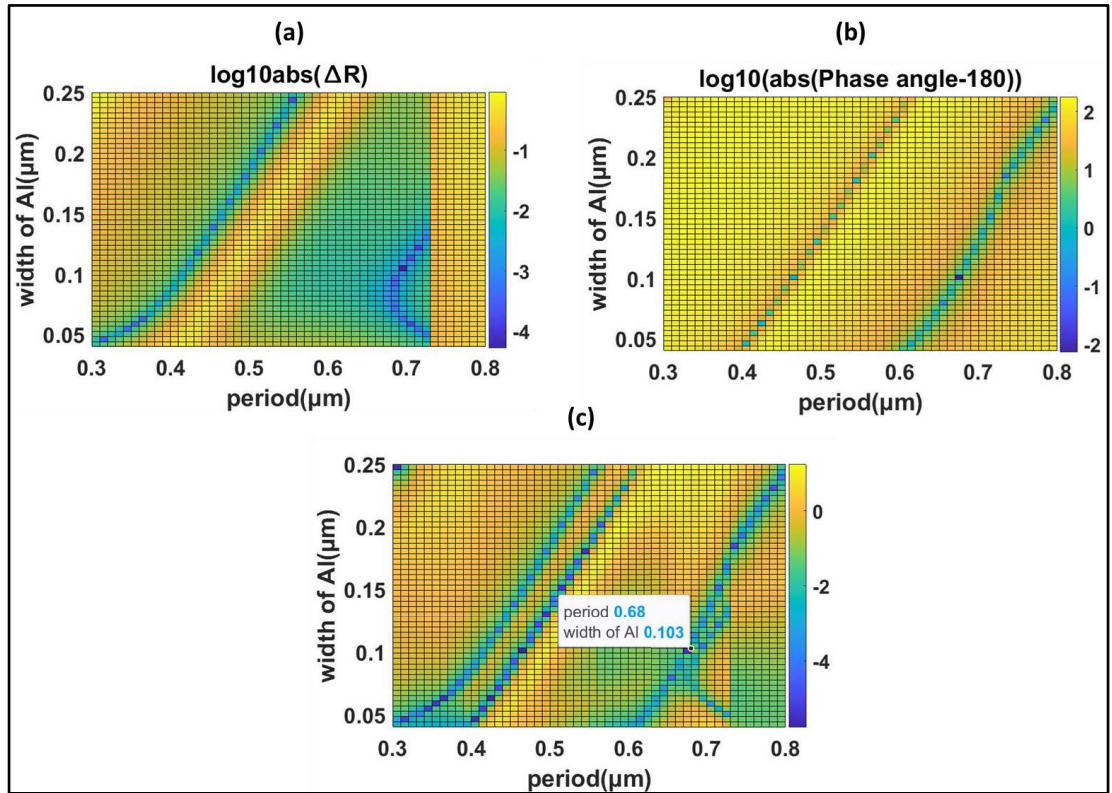 (a)
log10abs(ΔR)
0.25
0.2
0.15
0.1
0.05
width of Al(μm)
0.3 0.4 0.5 0.6 0.7 0.8
period(μm)
-1
-2
-3
-4
(b)
log10(abs(Phase angle-180))
0.25
0.2
0.15
0.1
0.05
width of Al(μm)
0.3 0.4 0.5 0.6 0.7 0.8
period(μm)
2
1
0
-1
-2
(c)
0.25
0.2
0.15
0.1
0.05
width of Al(μm)
period 0.68
width of Al 0.103
0.3 0.4 0.5 0.6 0.7 0.8
period(μm)
0
-2
-4